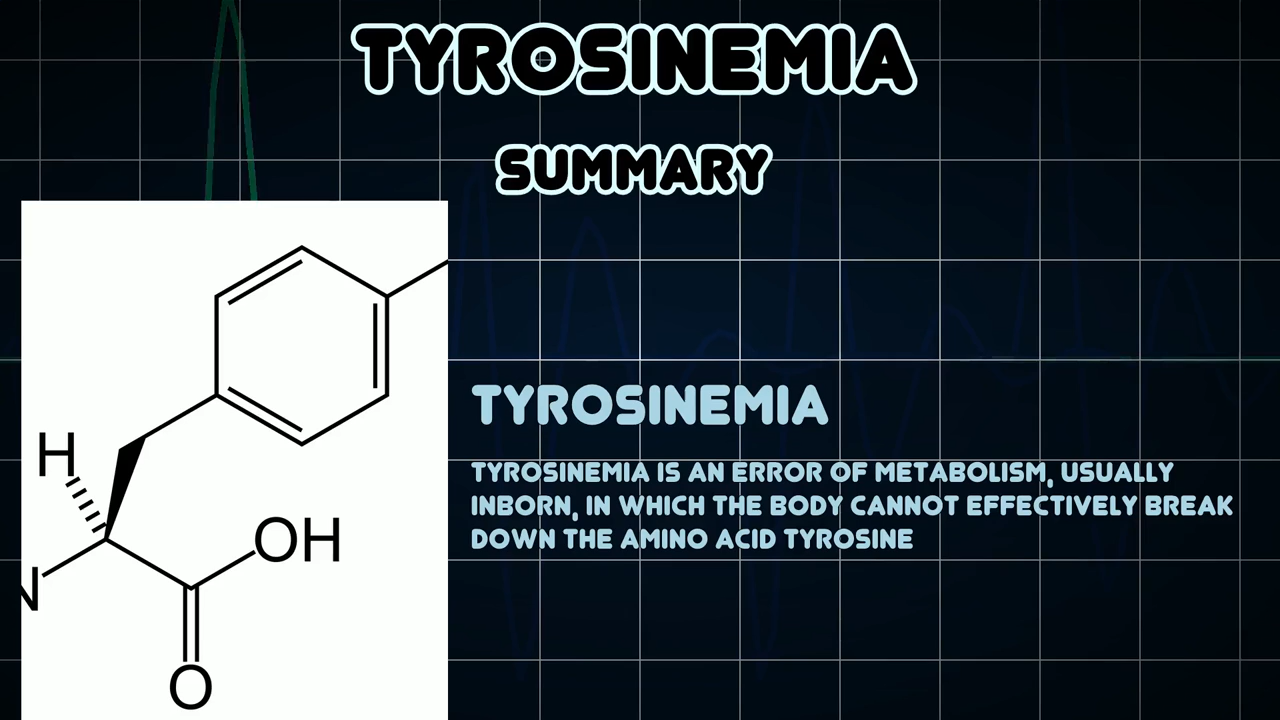 TYROSINEMIA
SUMMARY
TYROSINEMIA
TYROSINEMIA IS AN ERROR OF METABOLISM, USUALLY
INBORN, IN WHICH THE BODY CANNOT EFFECTIVELY BREAK
DOWN THE AMINO ACID TYROSINE
H
OH
N
O